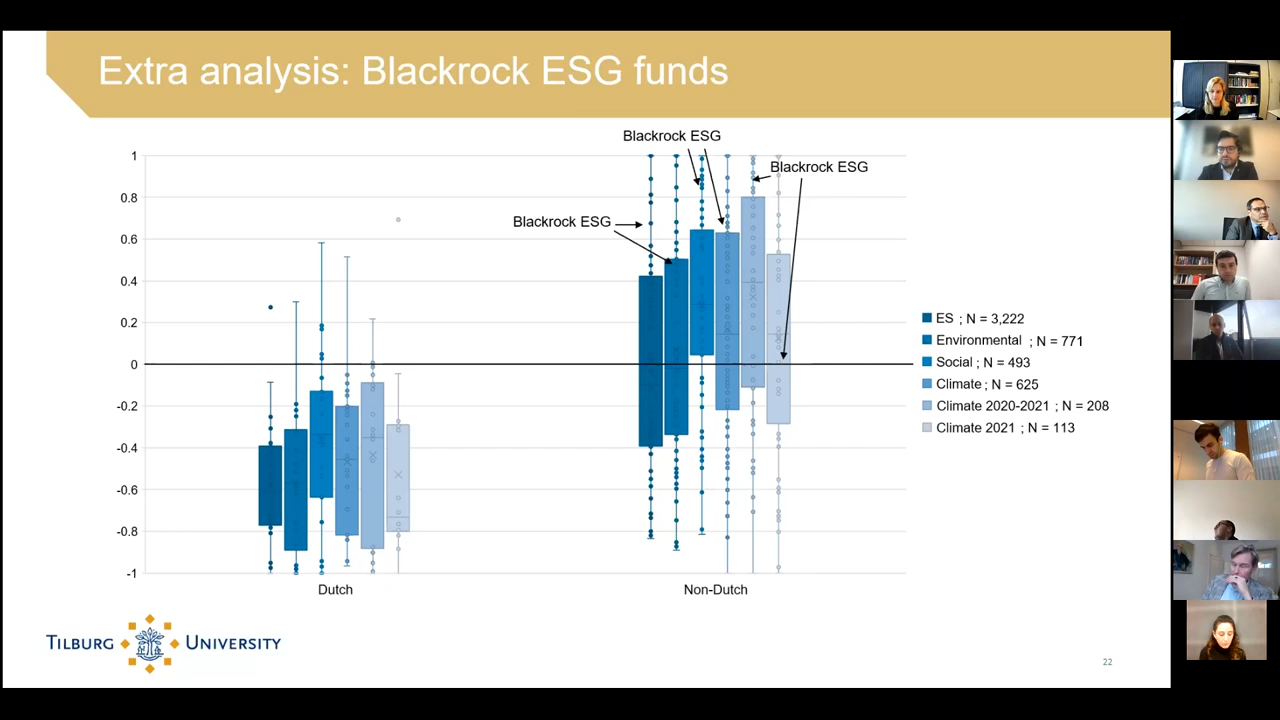 Extra analysis: Blackrock ESG funds
Blackrock ESG
Blackrock ESG
Blackrock ESG
1
0.8
0.6
0.4
0.2
0
-0.2
-0.4
-0.6
-0.8
-1
Dutch
Non-Dutch
ES ; N = 3,222
Environmental ; N = 771
Social ; N = 493
Climate ; N = 625
Climate 2020-2021 ; N = 208
Climate 2021 ; N = 113
TILBURG UNIVERSITY
22